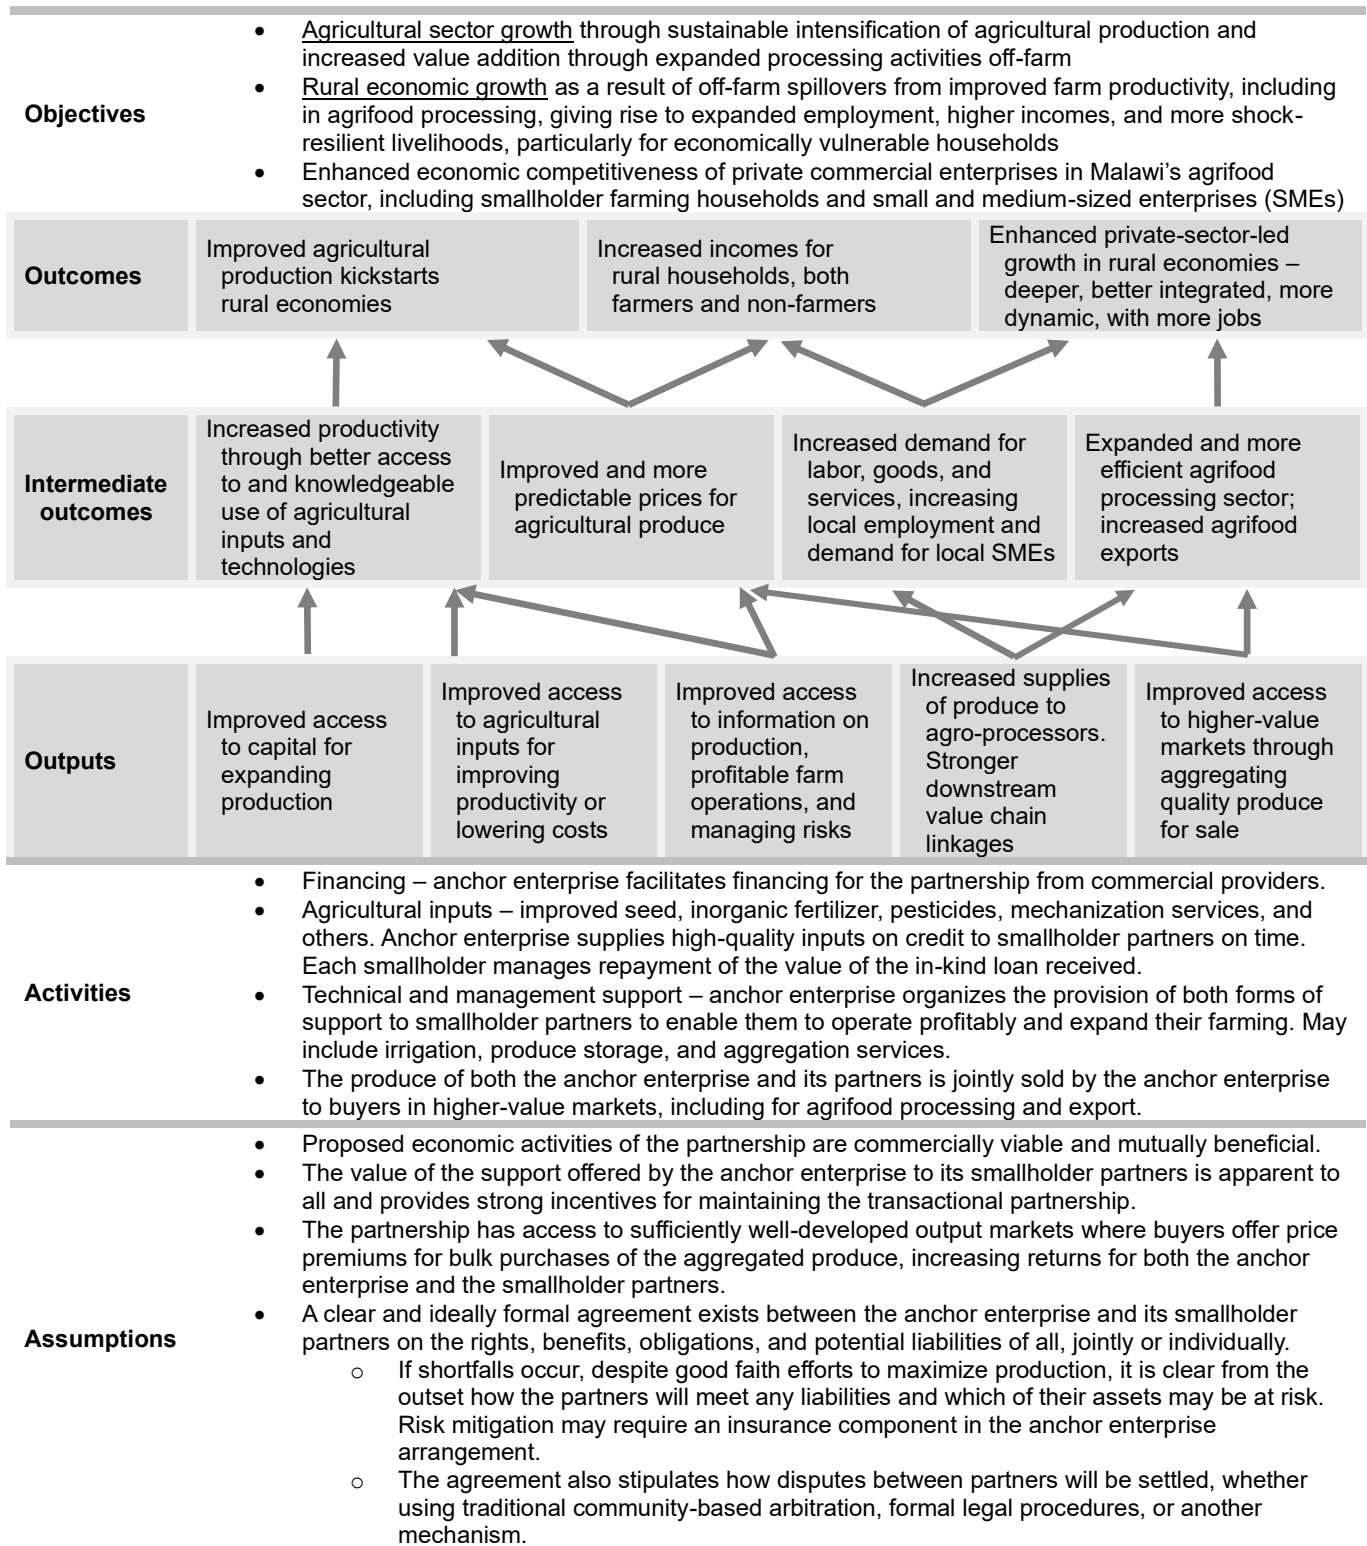 Objectives
• Agricultural sector growth through sustainable intensification of agricultural production and
increased value addition through expanded processing activities off-farm
• Rural economic growth as a result of off-farm spillovers from improved farm productivity, including
in agrifood processing, giving rise to expanded employment, higher incomes, and more shock-
resilient livelihoods, particularly for economically vulnerable households
• Enhanced economic competitiveness of private commercial enterprises in Malawi’s agrifood
sector, including smallholder farming households and small and medium-sized enterprises (SMEs)
Outcomes
Improved agricultural
production kickstarts
rural economies
Increased incomes for
rural households, both
farmers and non-farmers
Enhanced private-sector-led
growth in rural economies –
deeper, better integrated, more
dynamic, with more jobs
Intermediate
outcomes
Increased productivity
through better access
to and knowledgeable
use of agricultural
inputs and
technologies
Improved and more
predictable prices for
agricultural produce
Increased demand for
labor, goods, and
services, increasing
local employment and
demand for local SMEs
Expanded and more
efficient agrifood
processing sector;
increased agrifood
exports
Outputs
Improved access
to capital for
expanding
production
Improved access
to agricultural
inputs for
improving
productivity or
lowering costs
Improved access
to information on
production,
profitable farm
operations, and
managing risks
Increased supplies
of produce to
agro-processors.
Stronger
downstream
value chain
linkages
Improved access
to higher-value
markets through
aggregating
quality produce
for sale
Activities
• Financing – anchor enterprise facilitates financing for the partnership from commercial providers.
• Agricultural inputs – improved seed, inorganic fertilizer, pesticides, mechanization services, and
others. Anchor enterprise supplies high-quality inputs on credit to smallholder partners on time.
Each smallholder manages repayment of the value of the in-kind loan received.
• Technical and management support – anchor enterprise organizes the provision of both forms of
support to smallholder partners to enable them to operate profitably and expand their farming. May
include irrigation, produce storage, and aggregation services.
• The produce of both the anchor enterprise and its partners is jointly sold by the anchor enterprise
to buyers in higher-value markets, including for agrifood processing and export.
Assumptions
• Proposed economic activities of the partnership are commercially viable and mutually beneficial.
• The value of the support offered by the anchor enterprise to its smallholder partners is apparent to
all and provides strong incentives for maintaining the transactional partnership.
• The partnership has access to sufficiently well-developed output markets where buyers offer price
premiums for bulk purchases of the aggregated produce, increasing returns for both the anchor
enterprise and the smallholder partners.
• A clear and ideally formal agreement exists between the anchor enterprise and its smallholder
partners on the rights, benefits, obligations, and potential liabilities of all, jointly or individually.
o If shortfalls occur, despite good faith efforts to maximize production, it is clear from the
outset how the partners will meet any liabilities and which of their assets may be at risk.
Risk mitigation may require an insurance component in the anchor enterprise
arrangement.
o The agreement also stipulates how disputes between partners will be settled, whether
using traditional community-based arbitration, formal legal procedures, or another
mechanism.